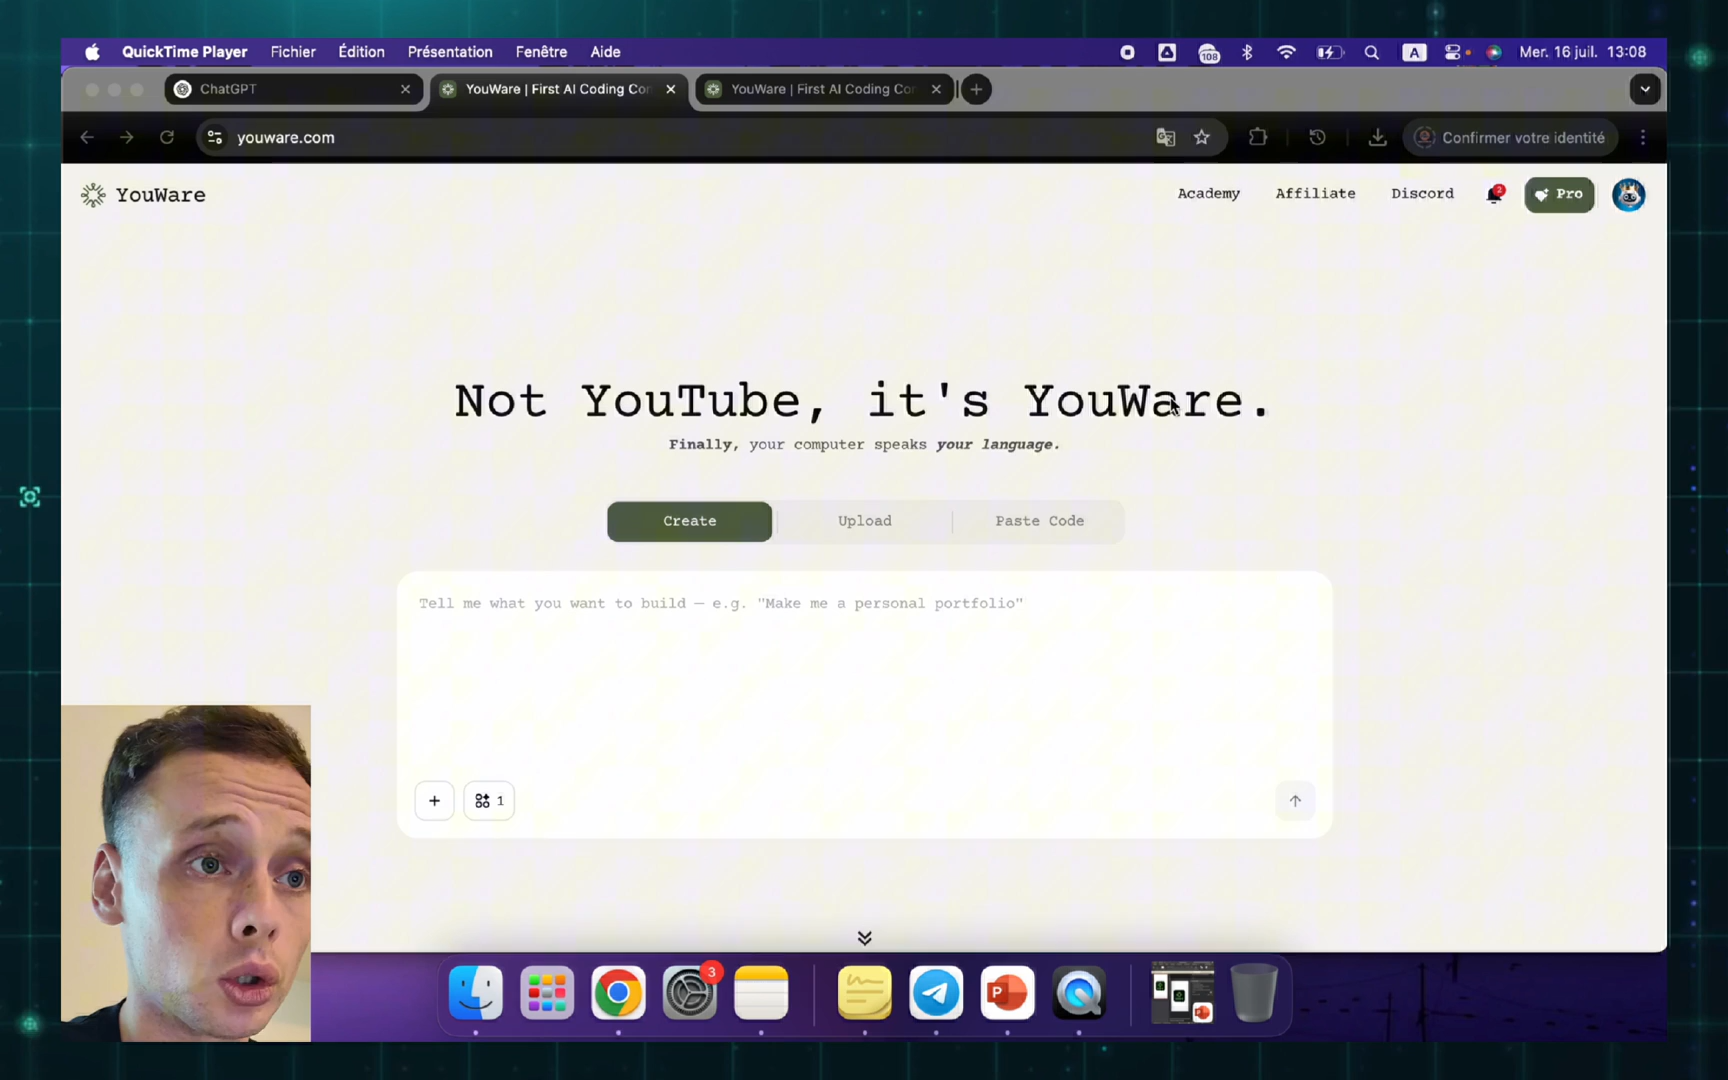 QuickTime Player Fichier Édition Présentation Fenêtre Aide 108 A Mer. 16 juil. 13:08
ChatGPT YouWare | First AI Coding Cor YouWare | First AI Coding Cor
youware.com Confirmer votre identité
YouWare Academy Affiliate Discord 2 Pro
Not YouTube, it's YouWare.
Finally, your computer speaks your language.
Create Upload Paste Code
Tell me what you want to build — e.g. "Make me a personal portfolio"
+ 1
3
P